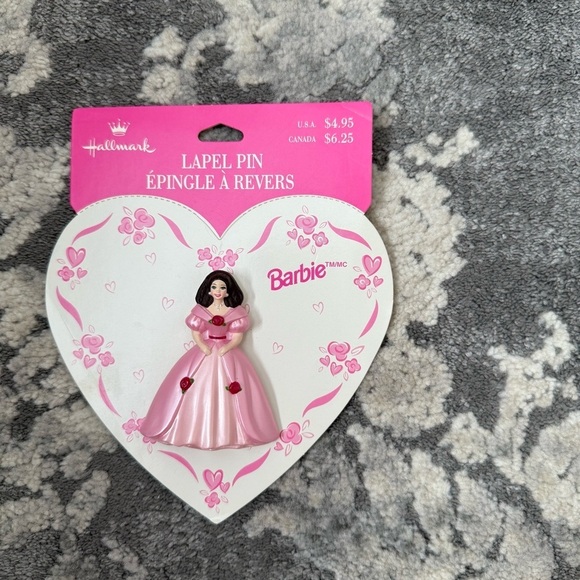 Hallmark
U.S.A. $4.95
CANADA $6.25
LAPEL PIN
ÉPINGLE À REVERS
Barbie TM/MC